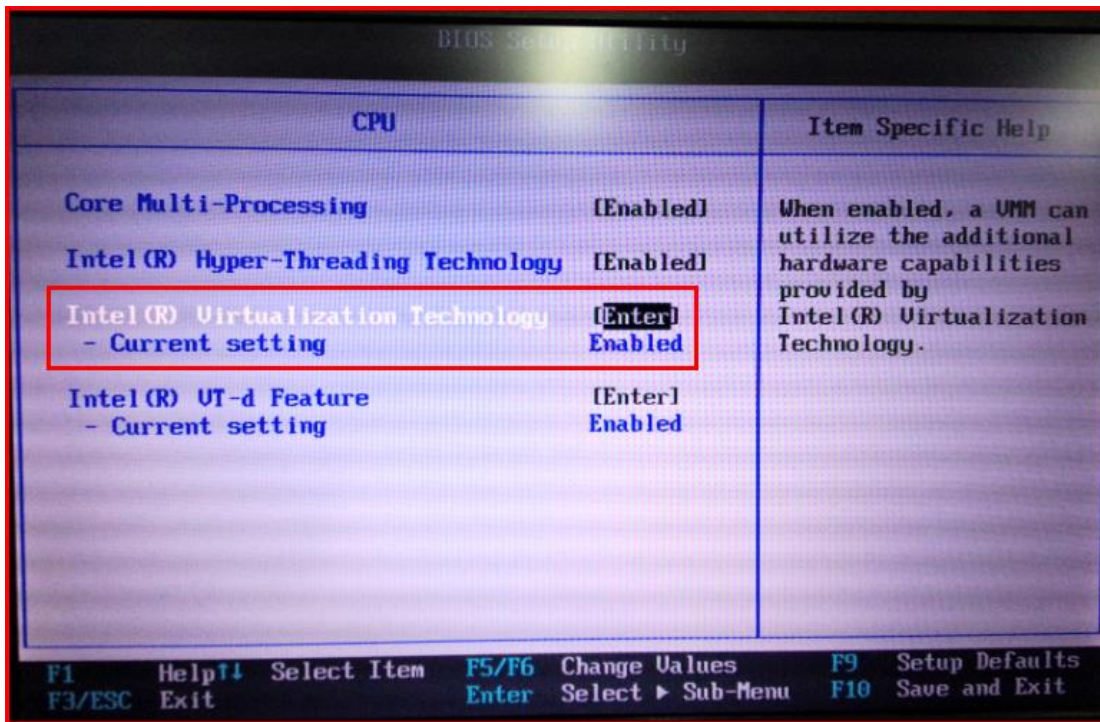 BIOS Setup Utility
CPU
Item Specific Help
Core Multi-Processing [Enabled]
Intel(R) Hyper-Threading Technology [Enabled]
Intel(R) Virtualization Technology [Enter]
- Current setting Enabled
Intel(R) VT-d Feature [Enter]
- Current setting Enabled
When enabled, a VMM can
utilize the additional
hardware capabilities
provided by
Intel(R) Virtualization
Technology.
F1 Help↑↓ Select Item F5/F6 Change Values F9 Setup Defaults
F3/ESC Exit Enter Select ▶ Sub-Menu F10 Save and Exit